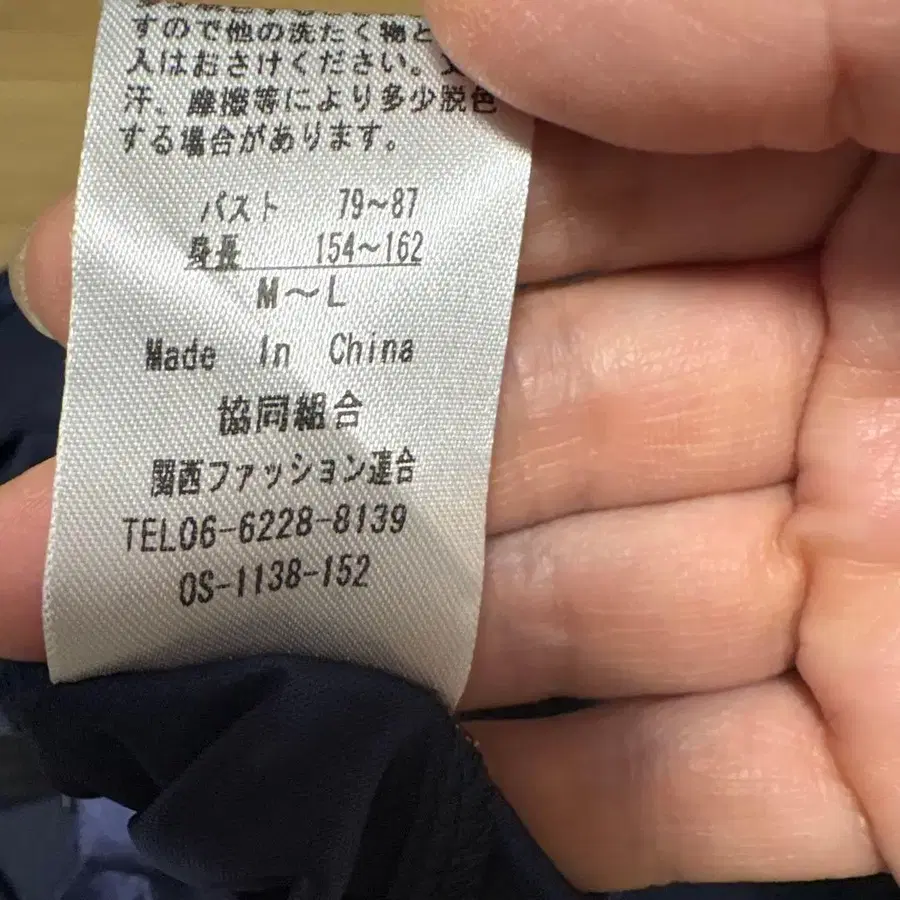 すので他の洗たく物と
人はおさけください。
汗、摩擦等により多少脱色
する場合があります。
バスト 79～87
身長 154～162
M～L
Made In China
協同組合
関西ファッション連合
TEL06-6228-8139
OS-1138-152